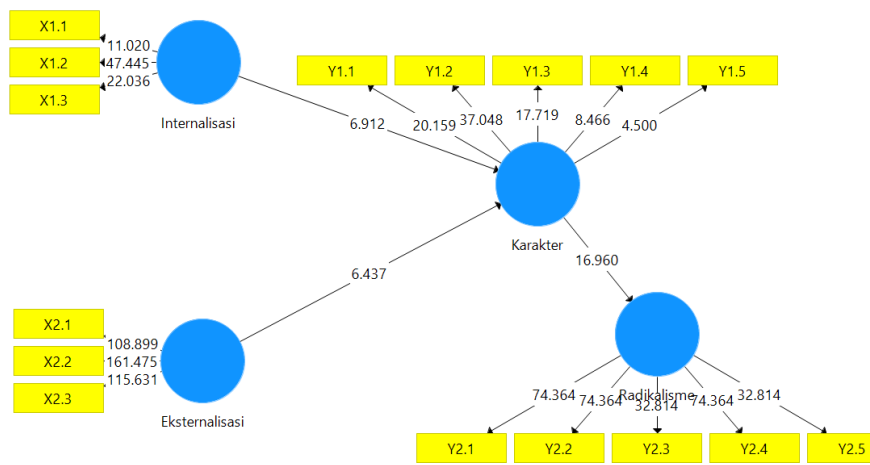 X1.1
X1.2
X1.3
11.020
47.445
22.036
Internalisasi
Y1.1
Y1.2
Y1.3
Y1.4
Y1.5
20.159
37.048
17.719
8.466
4.500
6.912
Karakter
6.437
16.960
X2.1
X2.2
X2.3
108.899
161.475
115.631
Eksternalisasi
Radikalisme
74.364
74.364
32.814
74.364
32.814
Y2.1
Y2.2
Y2.3
Y2.4
Y2.5